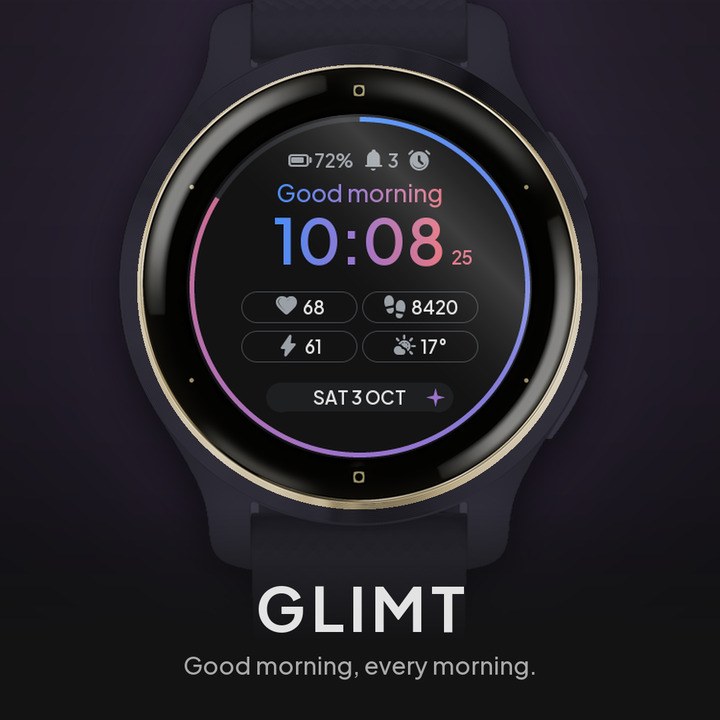 72% 3
Good morning
10:08 25
68 8420
61 17°
SAT 3 OCT
GLIMT
Good morning, every morning.